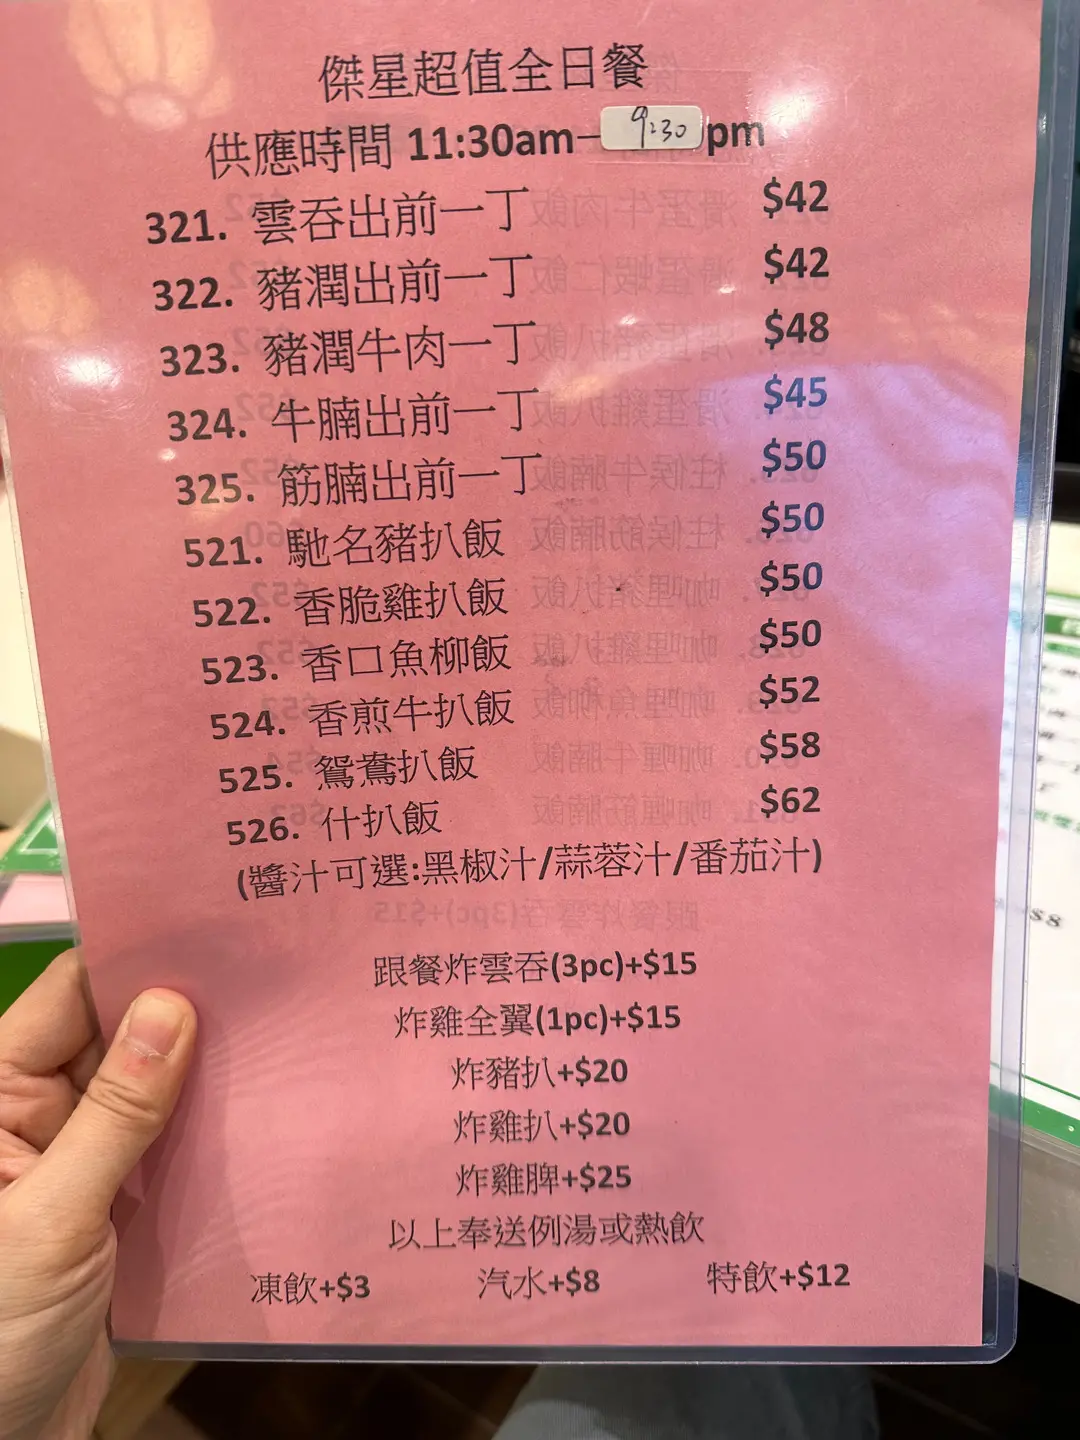 傑星超值全日餐
供應時間 11:30am—9:30pm
321. 雲吞出前一丁 $42
322. 豬潤出前一丁 $42
323. 豬潤牛肉一丁 $48
324. 牛腩出前一丁 $45
325. 筋腩出前一丁 $50
521. 馳名豬扒飯 $50
522. 香脆雞扒飯 $50
523. 香口魚柳飯 $50
524. 香煎牛扒飯 $52
525. 鴛鴦扒飯 $58
526. 什扒飯 $62
(醬汁可選:黑椒汁/蒜蓉汁/番茄汁)
跟餐炸雲吞(3pc)+$15
炸雞全翼(1pc)+$15
炸豬扒+$20
炸雞扒+$20
炸雞脾+$25
以上奉送例湯或熱飲
凍飲+$3 汽水+$8 特飲+$12